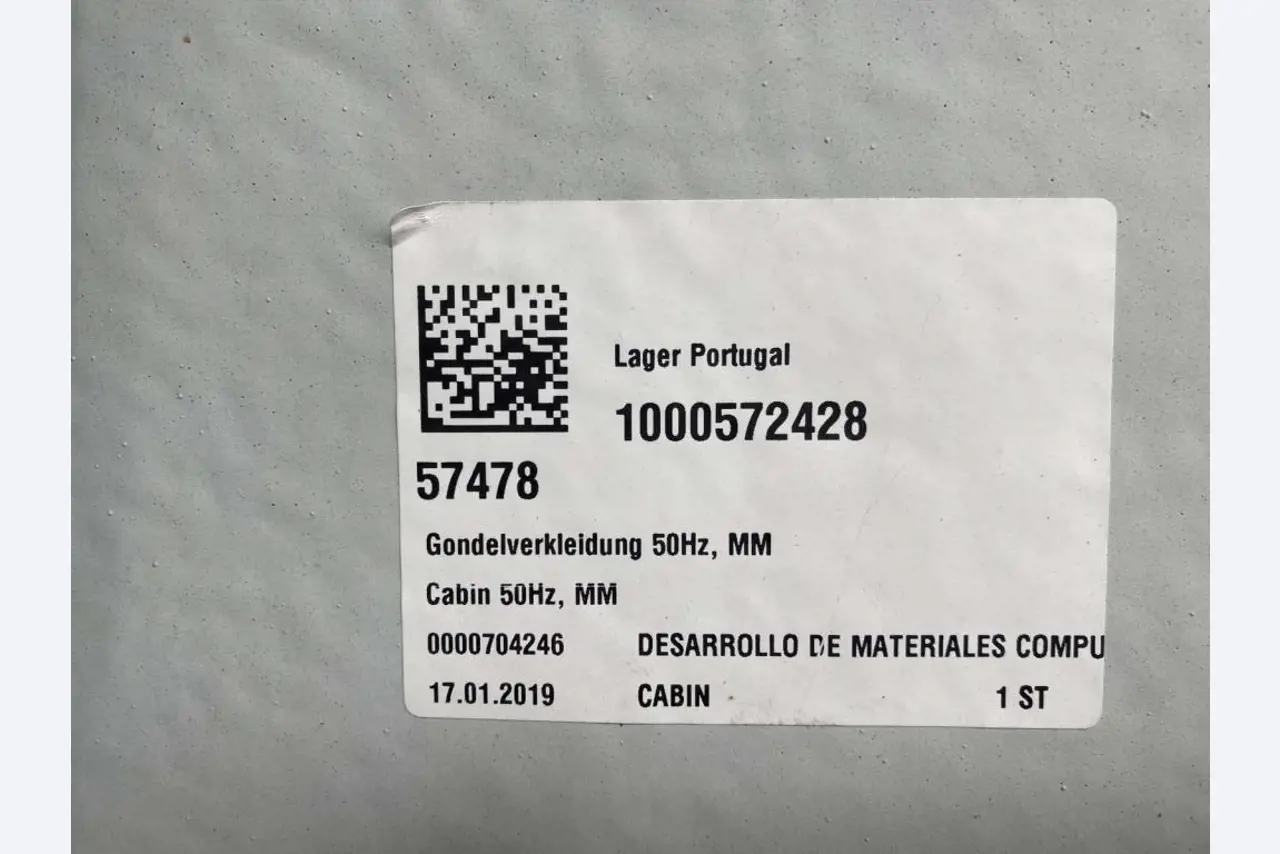 Lager Portugal
1000572428
57478
Gondelverkleidung 50Hz, MM
Cabin 50Hz, MM
0000704246 DESARROLLO DE MATERIALES COMPU
17.01.2019 CABIN 1 ST